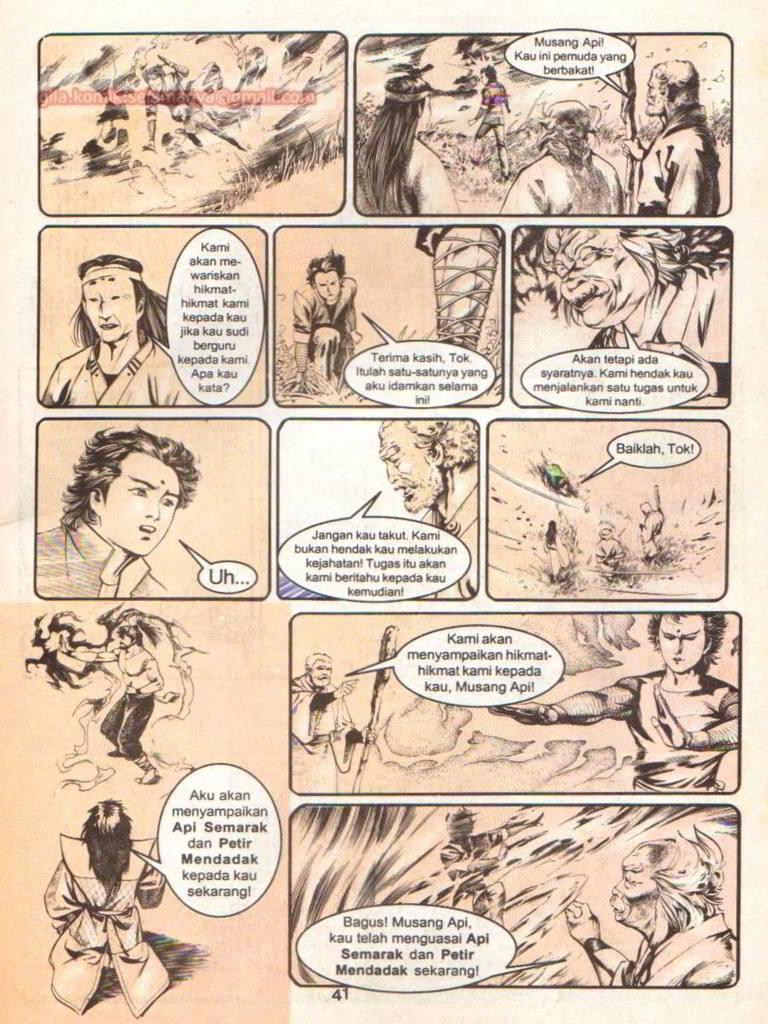 gila.komik.selamanya@gmail.com
Musang Api!
Kau ini pemuda yang
berbakat!
Kami
akan me-
wariskan
hikmat-
hikmat kami
kepada kau
jika kau sudi
berguru
kepada kami.
Apa kau
kata?
Terima kasih, Tok.
Itulah satu-satunya yang
aku idamkan selama
ini!
Akan tetapi ada
syaratnya. Kami hendak kau
menjalankan satu tugas untuk
kami nanti.
Uh...
Jangan kau takut. Kami
bukan hendak kau melakukan
kejahatan! Tugas itu akan
kami beritahu kepada kau
kemudian!
Baiklah, Tok!
Kami akan
menyampaikan hikmat-
hikmat kami kepada
kau, Musang Api!
Aku akan
menyampaikan
Api Semarak
dan Petir
Mendadak
kepada kau
sekarang!
Bagus! Musang Api,
kau telah menguasai Api
Semarak dan Petir
Mendadak sekarang!
41